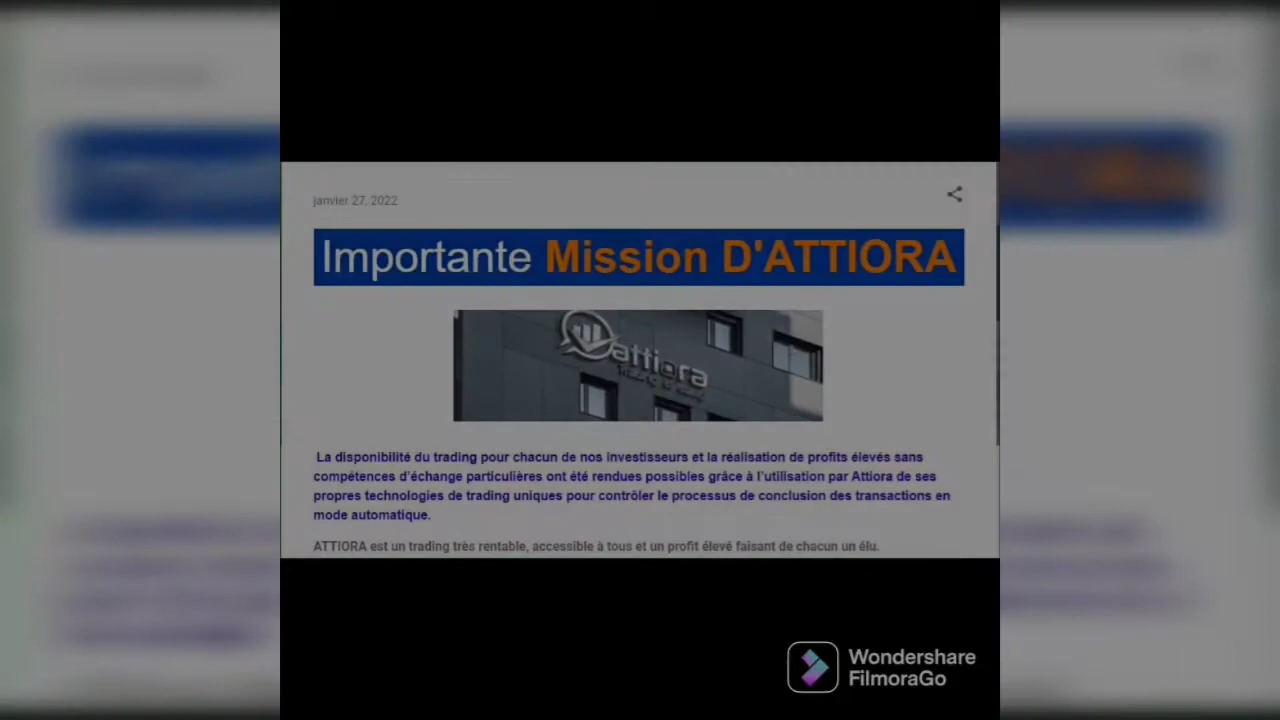 janvier 27, 2022
Importante Mission D'ATTIORA
attiora
La disponibilité du trading pour chacun de nos investisseurs et la réalisation de profits élevés sans
compétences d'échange particulières ont été rendues possibles grâce à l'utilisation par Attiora de ses
propres technologies de trading uniques pour contrôler le processus de conclusion des transactions en
mode automatique.
ATTIORA est un trading très rentable, accessible à tous et un profit élevé faisant de chacun un élu.
Wondershare
FilmoraGo